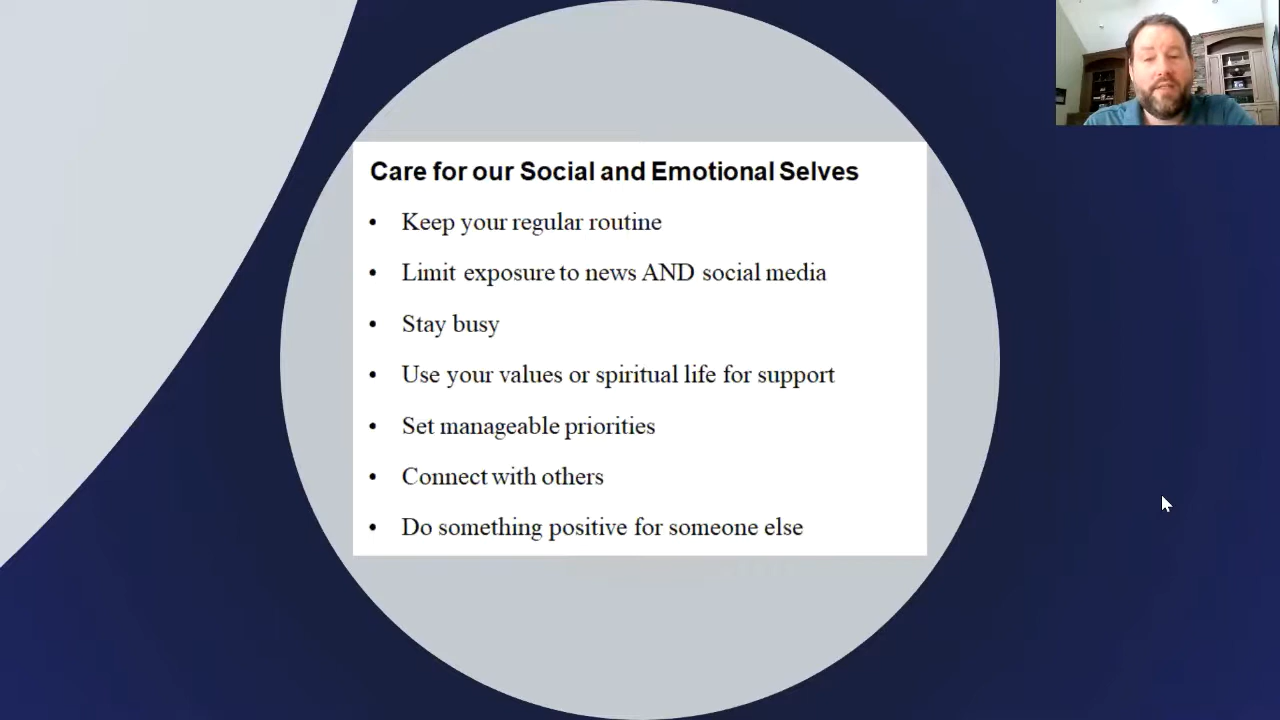 Care for our Social and Emotional Selves
• Keep your regular routine
• Limit exposure to news AND social media
• Stay busy
• Use your values or spiritual life for support
• Set manageable priorities
• Connect with others
• Do something positive for someone else